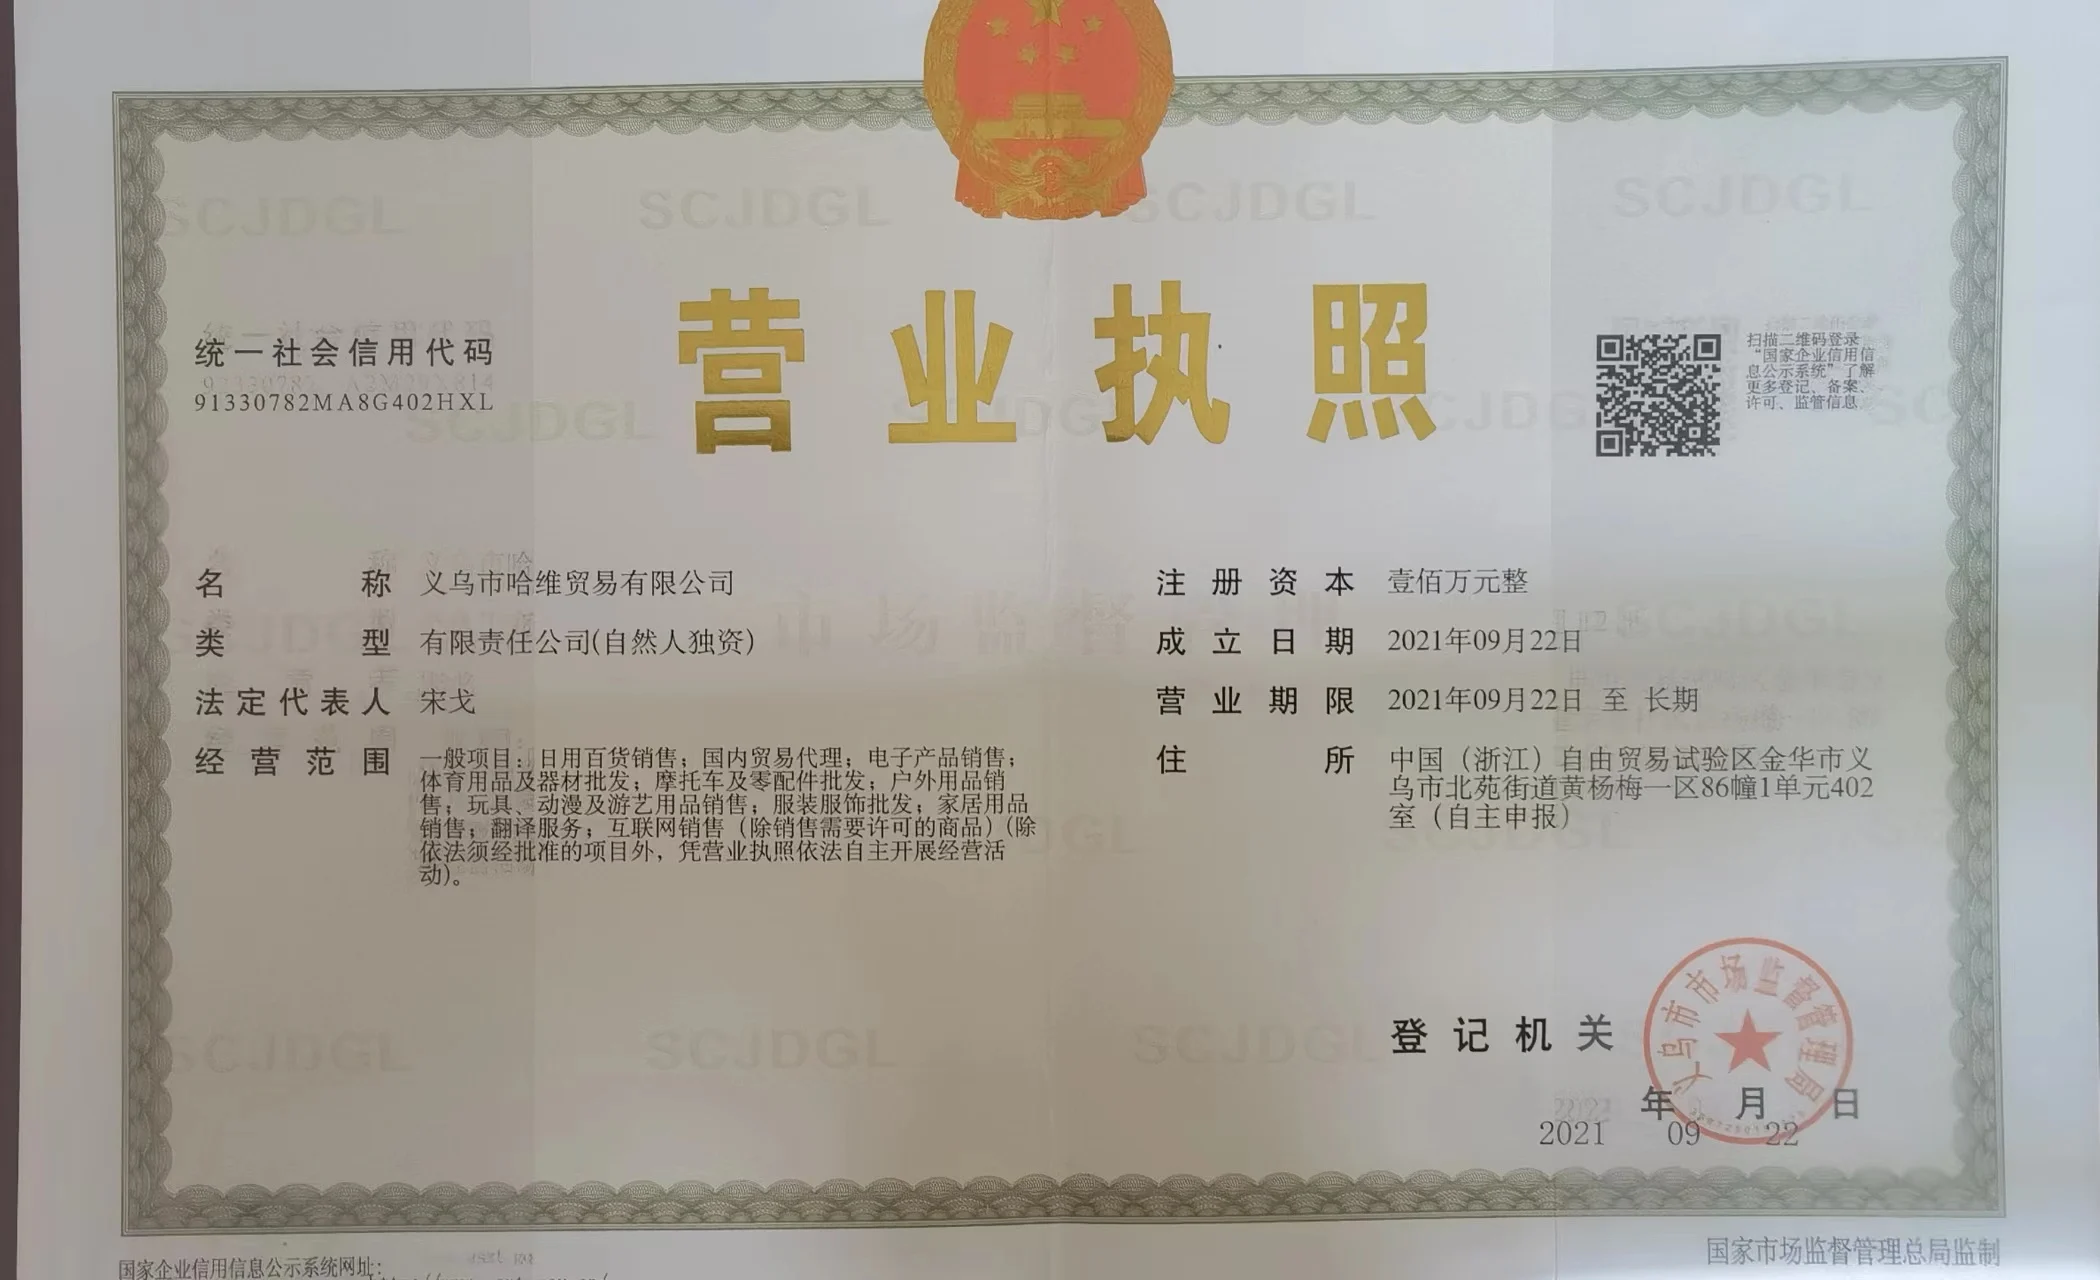 营业执照
统一社会信用代码
91330782MA8G402HXL
扫描二维码登录
“国家企业信用信
息公示系统”了解
更多登记、备案、
许可、监管信息
名称 义乌市哈维贸易有限公司
类型 有限责任公司(自然人独资)
法定代表人 宋戈
经营范围 一般项目：日用百货销售；国内贸易代理；电子产品销售；
体育用品及器材批发；摩托车及零配件批发；户外用品销
售；玩具、动漫及游艺用品销售；服装服饰批发；家居用品
销售；翻译服务；互联网销售（除销售需要许可的商品）(除
依法须经批准的项目外，凭营业执照依法自主开展经营活
动)。
注册资本 壹佰万元整
成立日期 2021年09月22日
营业期限 2021年09月22日 至 长期
住所 中国（浙江）自由贸易试验区金华市义
乌市北苑街道黄杨梅一区86幢1单元402
室（自主申报）
登记机关
义乌市市场监督管理局
年 月 日
2021 09 22
国家企业信用信息公示系统网址：
国家市场监督管理总局监制
SCJDGL